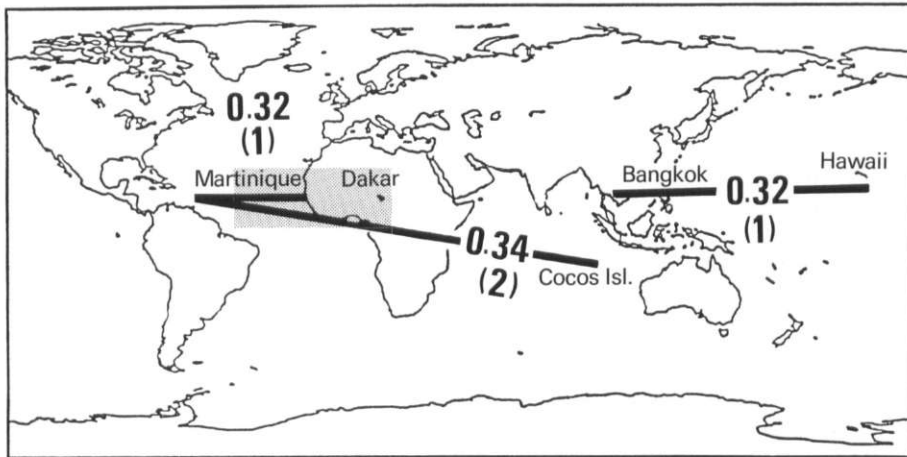 0.32
(1)
Martinique
Dakar
Bangkok
Hawaii
0.32
(1)
0.34
(2)
Cocos Isl.